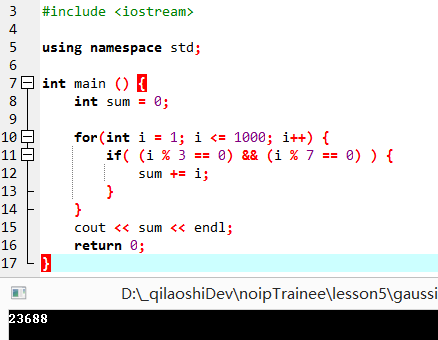 3 #include <iostream>
4
5 using namespace std;
6
7 int main () {
8 int sum = 0;
9
10 for(int i = 1; i <= 1000; i++) {
11 if( (i % 3 == 0) && (i % 7 == 0) ) {
12 sum += i;
13 }
14 }
15 cout << sum << endl;
16 return 0;
17 }
D:\_qilaoshiDev\noipTrainee\lesson5\gaussi
23688